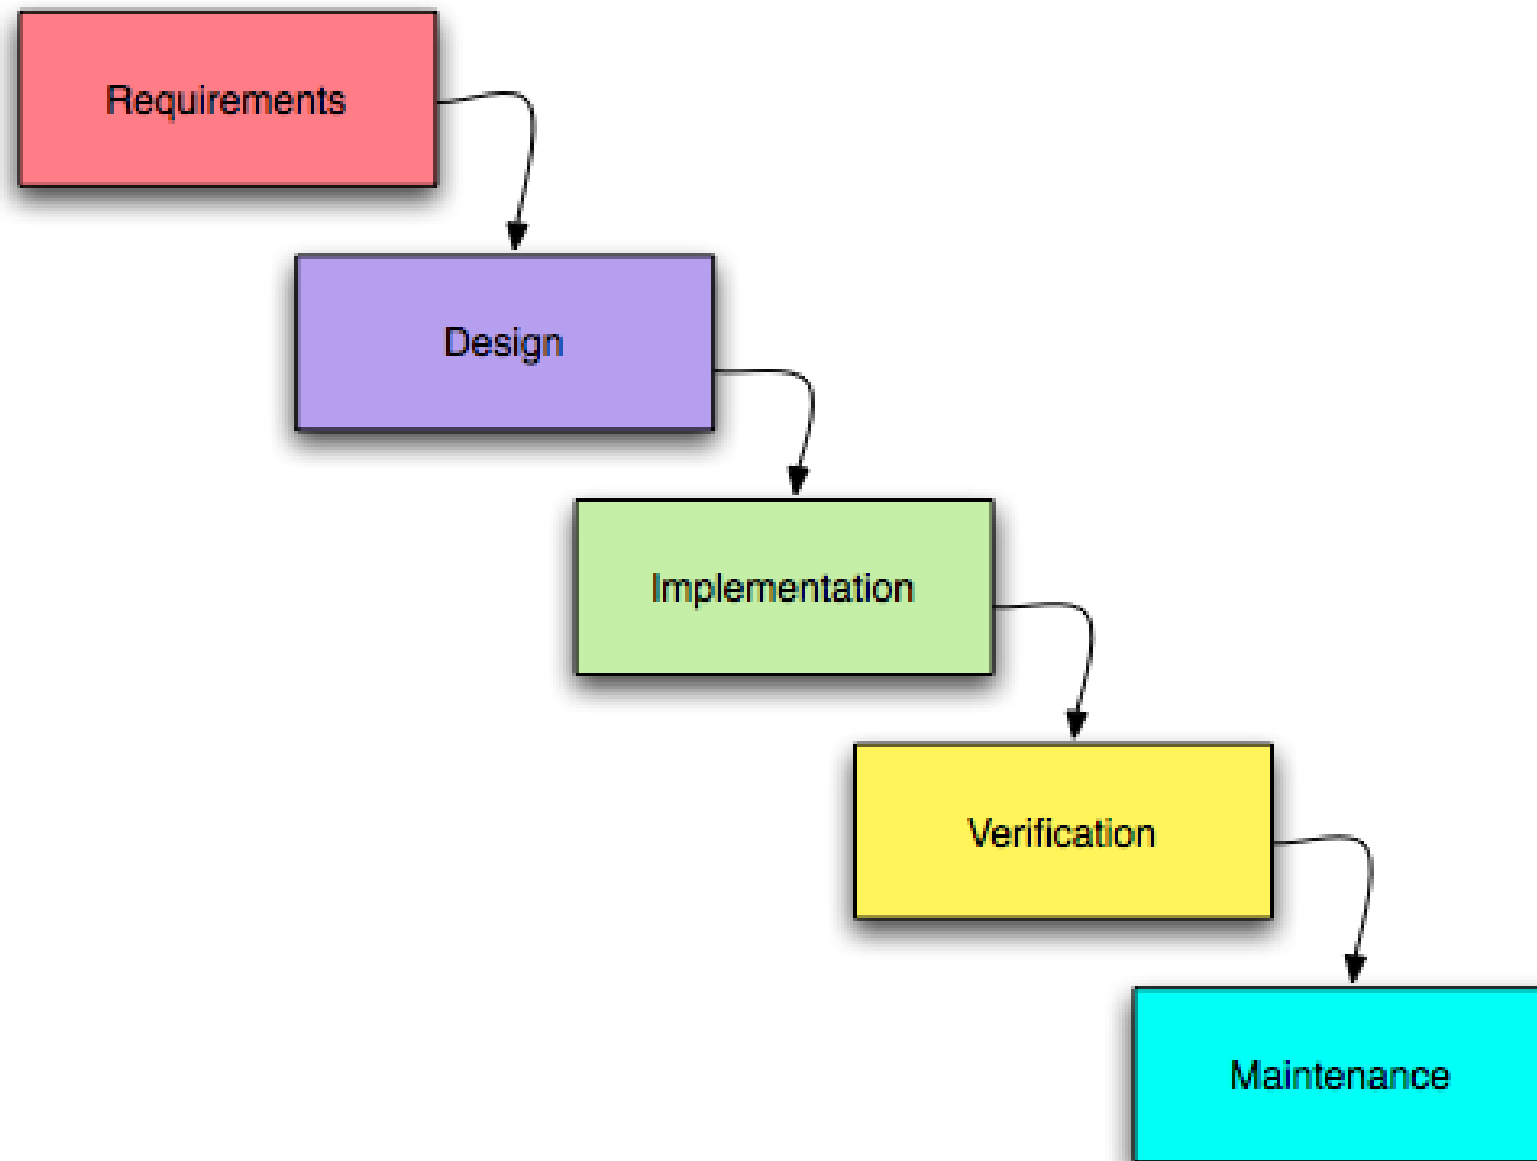 Requirements
Design
Implementation
Verification
Maintenance